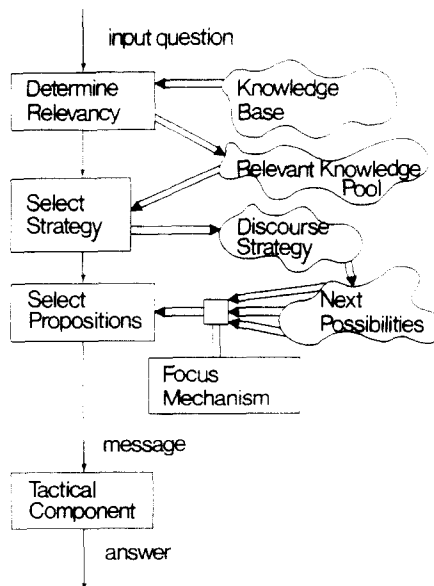 input question
Determine
Relevancy
Knowledge
Base
Relevant Knowledge
Pool
Select
Strategy
Discourse
Strategy
Select
Propositions
Next
Possibilities
Focus
Mechanism
message
Tactical
Component
answer